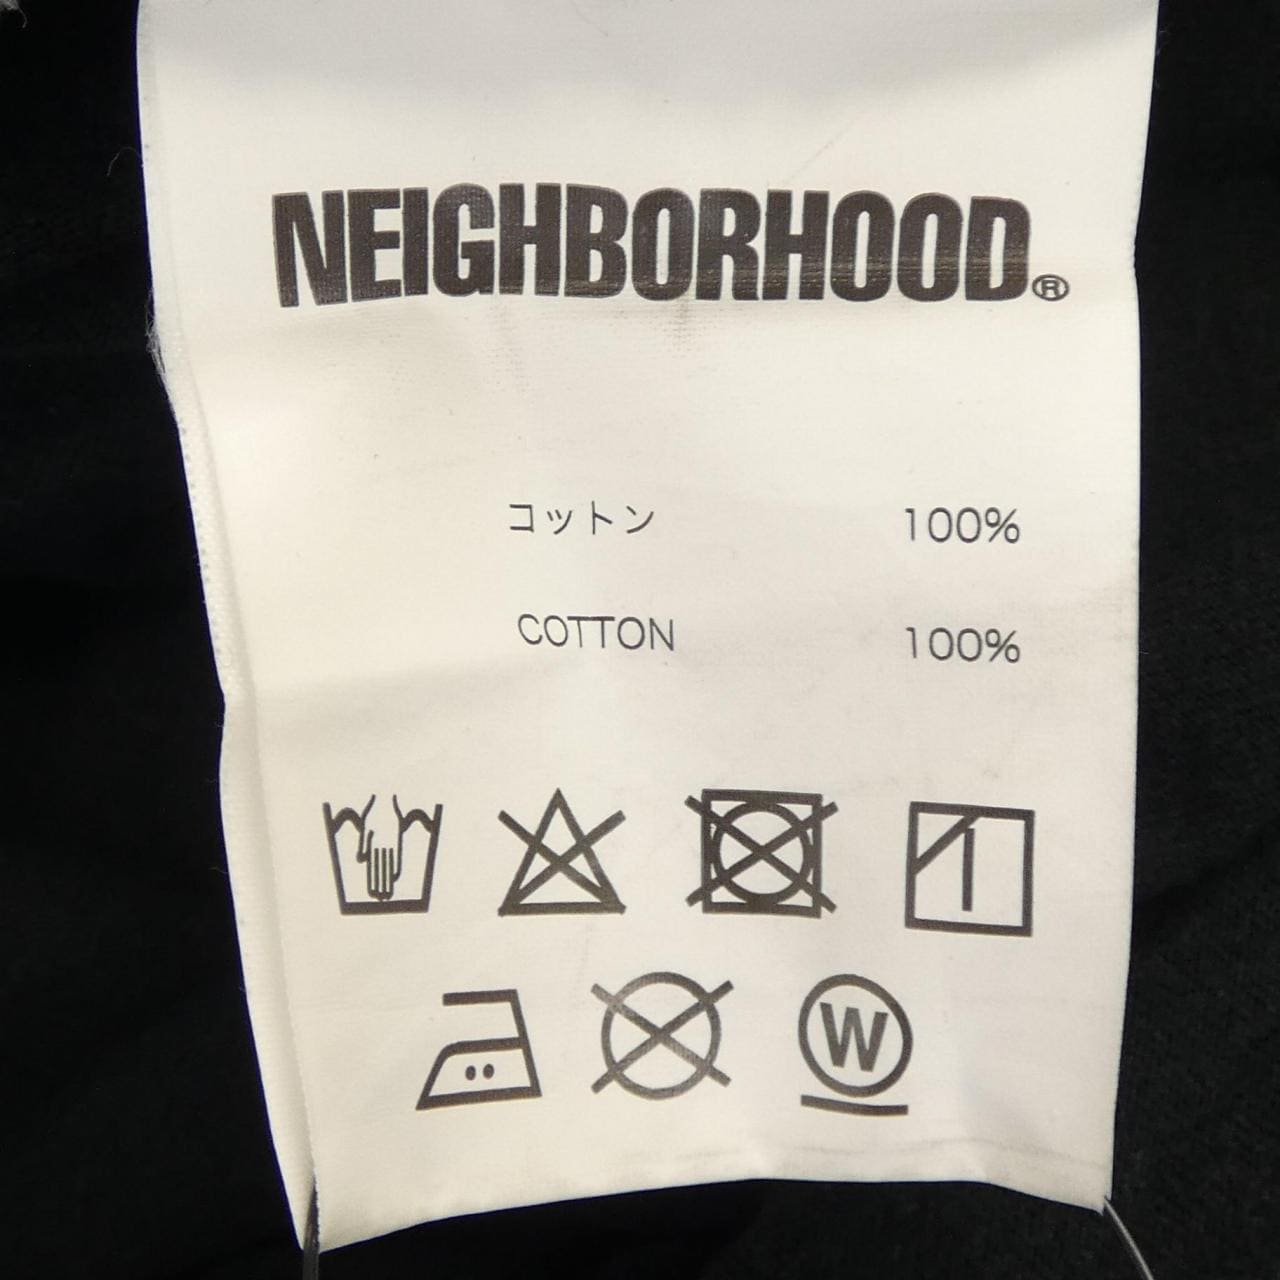 NEIGHBORHOOD®
コットン 100%
COTTON 100%
W